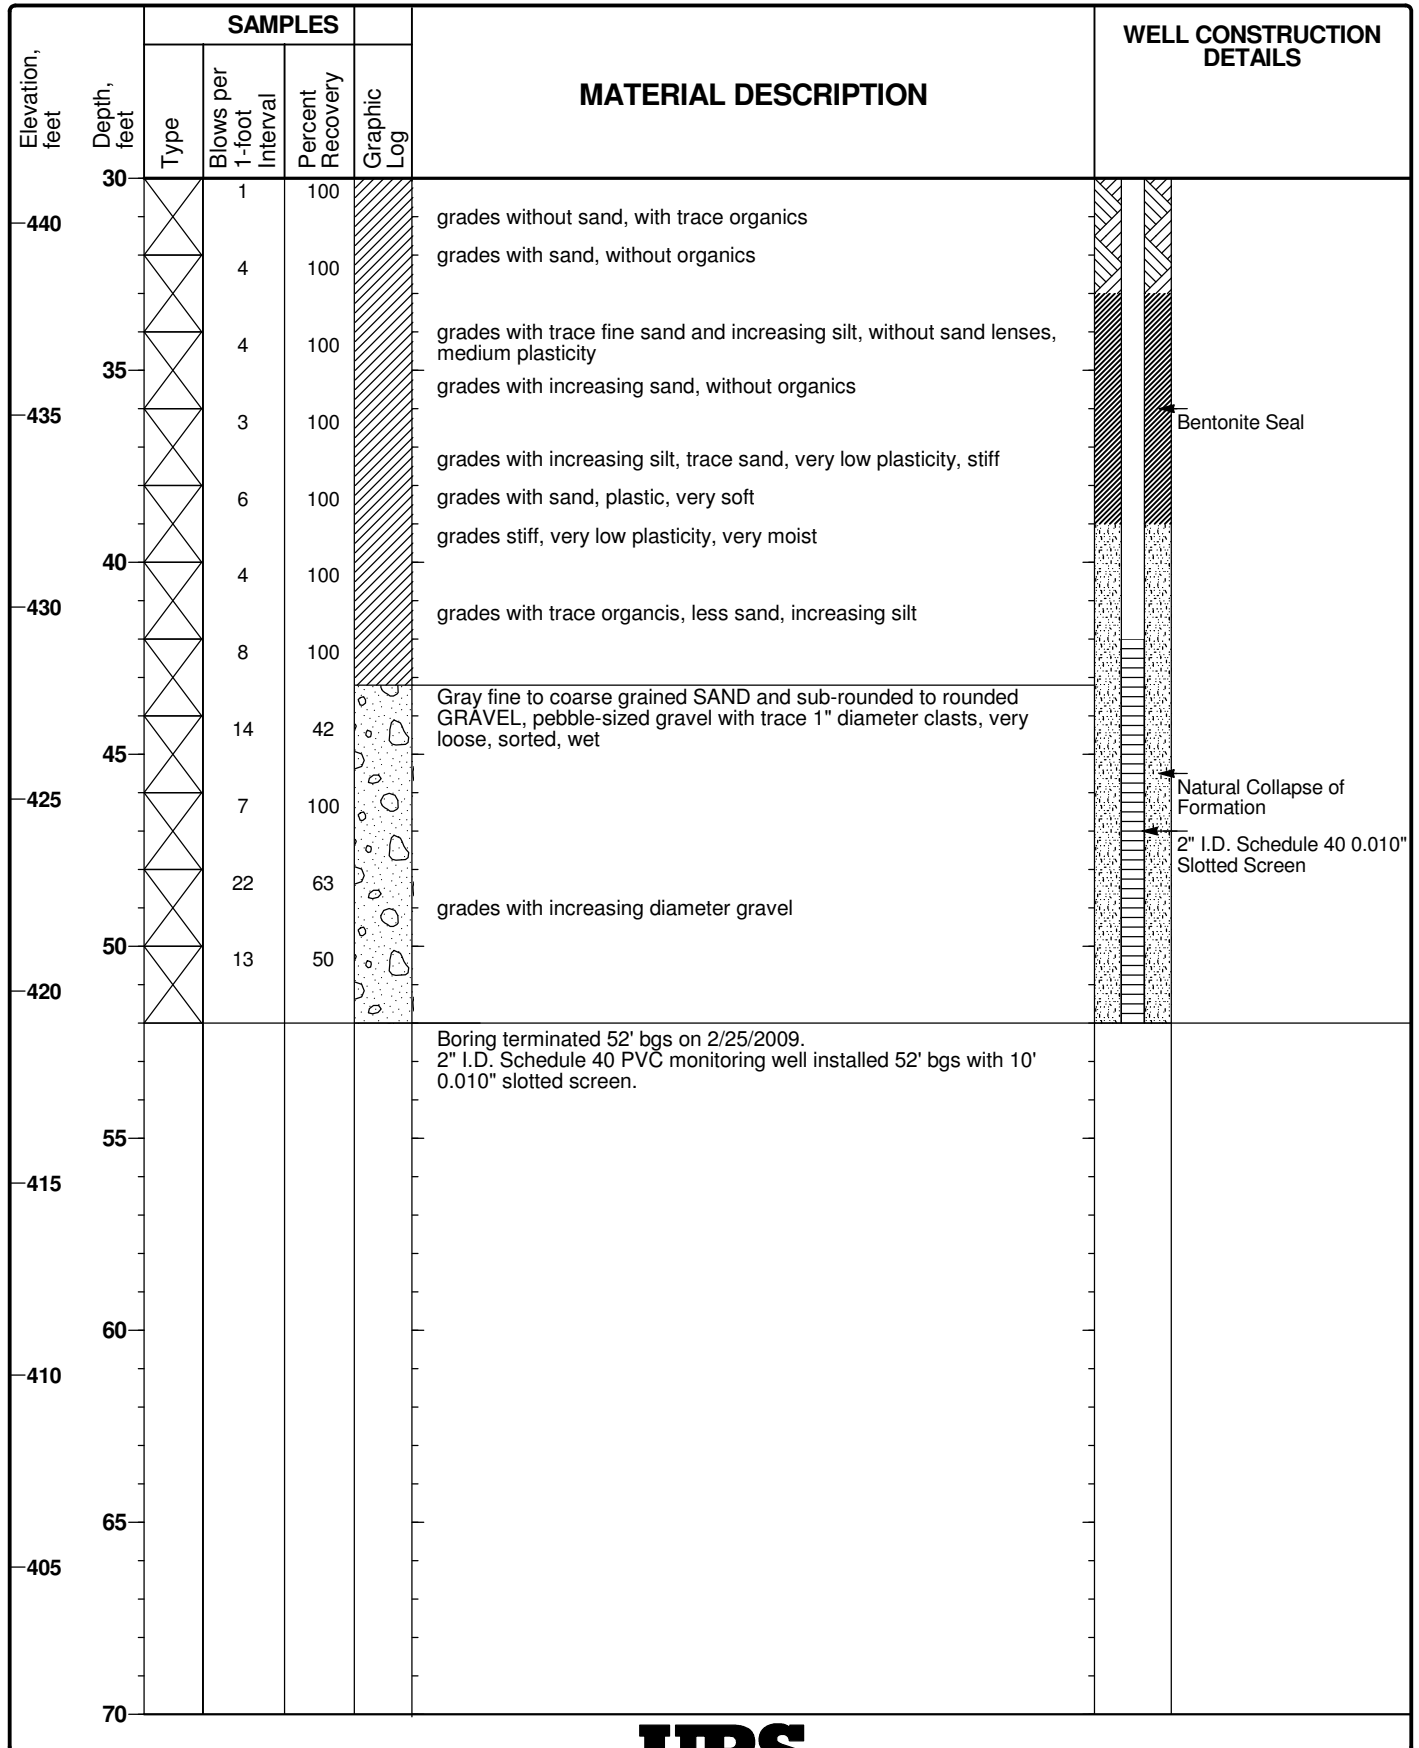 SAMPLES
WELL CONSTRUCTION
DETAILS
MATERIAL DESCRIPTION
Elevation,
feet
Depth,
feet
Type
Blows per
1-foot
Interval
Percent
Recovery
Graphic
Log
30
1 100
440
grades without sand, with trace organics
grades with sand, without organics
4 100
grades with trace fine sand and increasing silt, without sand lenses,
medium plasticity
4 100
35
grades with increasing sand, without organics
435
3 100
Bentonite Seal
grades with increasing silt, trace sand, very low plasticity, stiff
6 100
grades with sand, plastic, very soft
grades stiff, very low plasticity, very moist
40
4 100
430
grades with trace organcis, less sand, increasing silt
8 100
Gray fine to coarse grained SAND and sub-rounded to rounded
GRAVEL, pebble-sized gravel with trace 1" diameter clasts, very
loose, sorted, wet
14 42
45
Natural Collapse of
Formation
425
7 100
2" I.D. Schedule 40 0.010"
Slotted Screen
22 63
grades with increasing diameter gravel
50
13 50
420
Boring terminated 52' bgs on 2/25/2009.
2" I.D. Schedule 40 PVC monitoring well installed 52' bgs with 10'
0.010" slotted screen.
55
415
60
410
65
405
70
URS